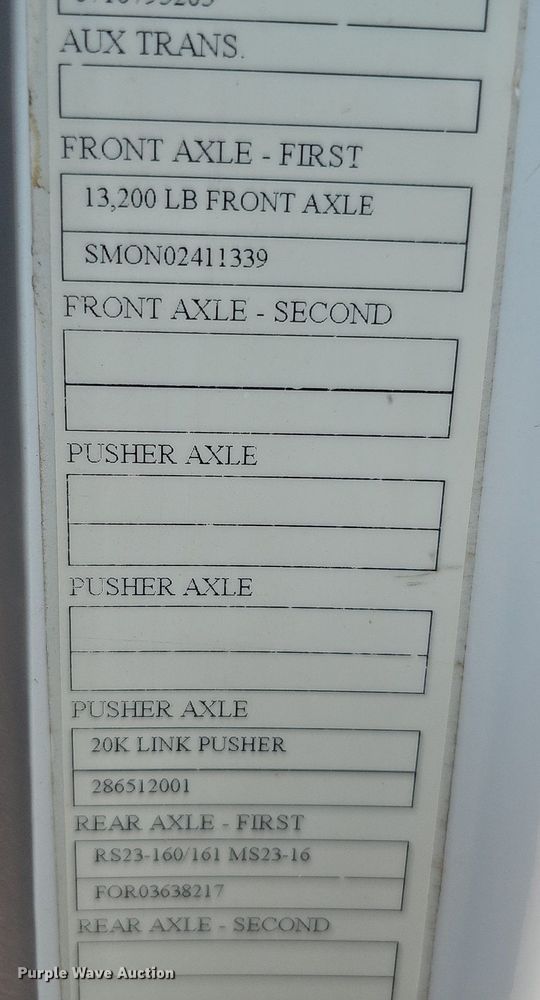 AUX TRANS.
FRONT AXLE - FIRST
13,200 LB FRONT AXLE
SMON02411339
FRONT AXLE - SECOND
PUSHER AXLE
PUSHER AXLE
PUSHER AXLE
20K LINK PUSHER
286512001
REAR AXLE - FIRST
RS23-160/161 MS23-16
FOR03638217
REAR AXLE - SECOND
Purple Wave Auction